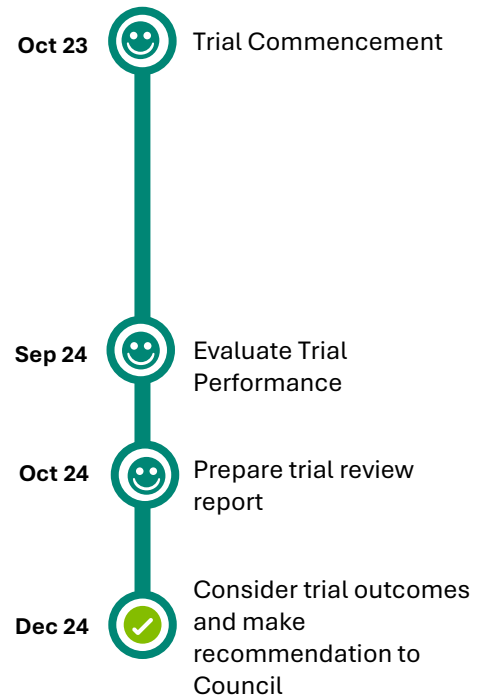 Oct 23
Trial Commencement
Sep 24
Evaluate Trial
Performance
Oct 24
Prepare trial review
report
Dec 24
Consider trial outcomes
and make
recommendation to
Council